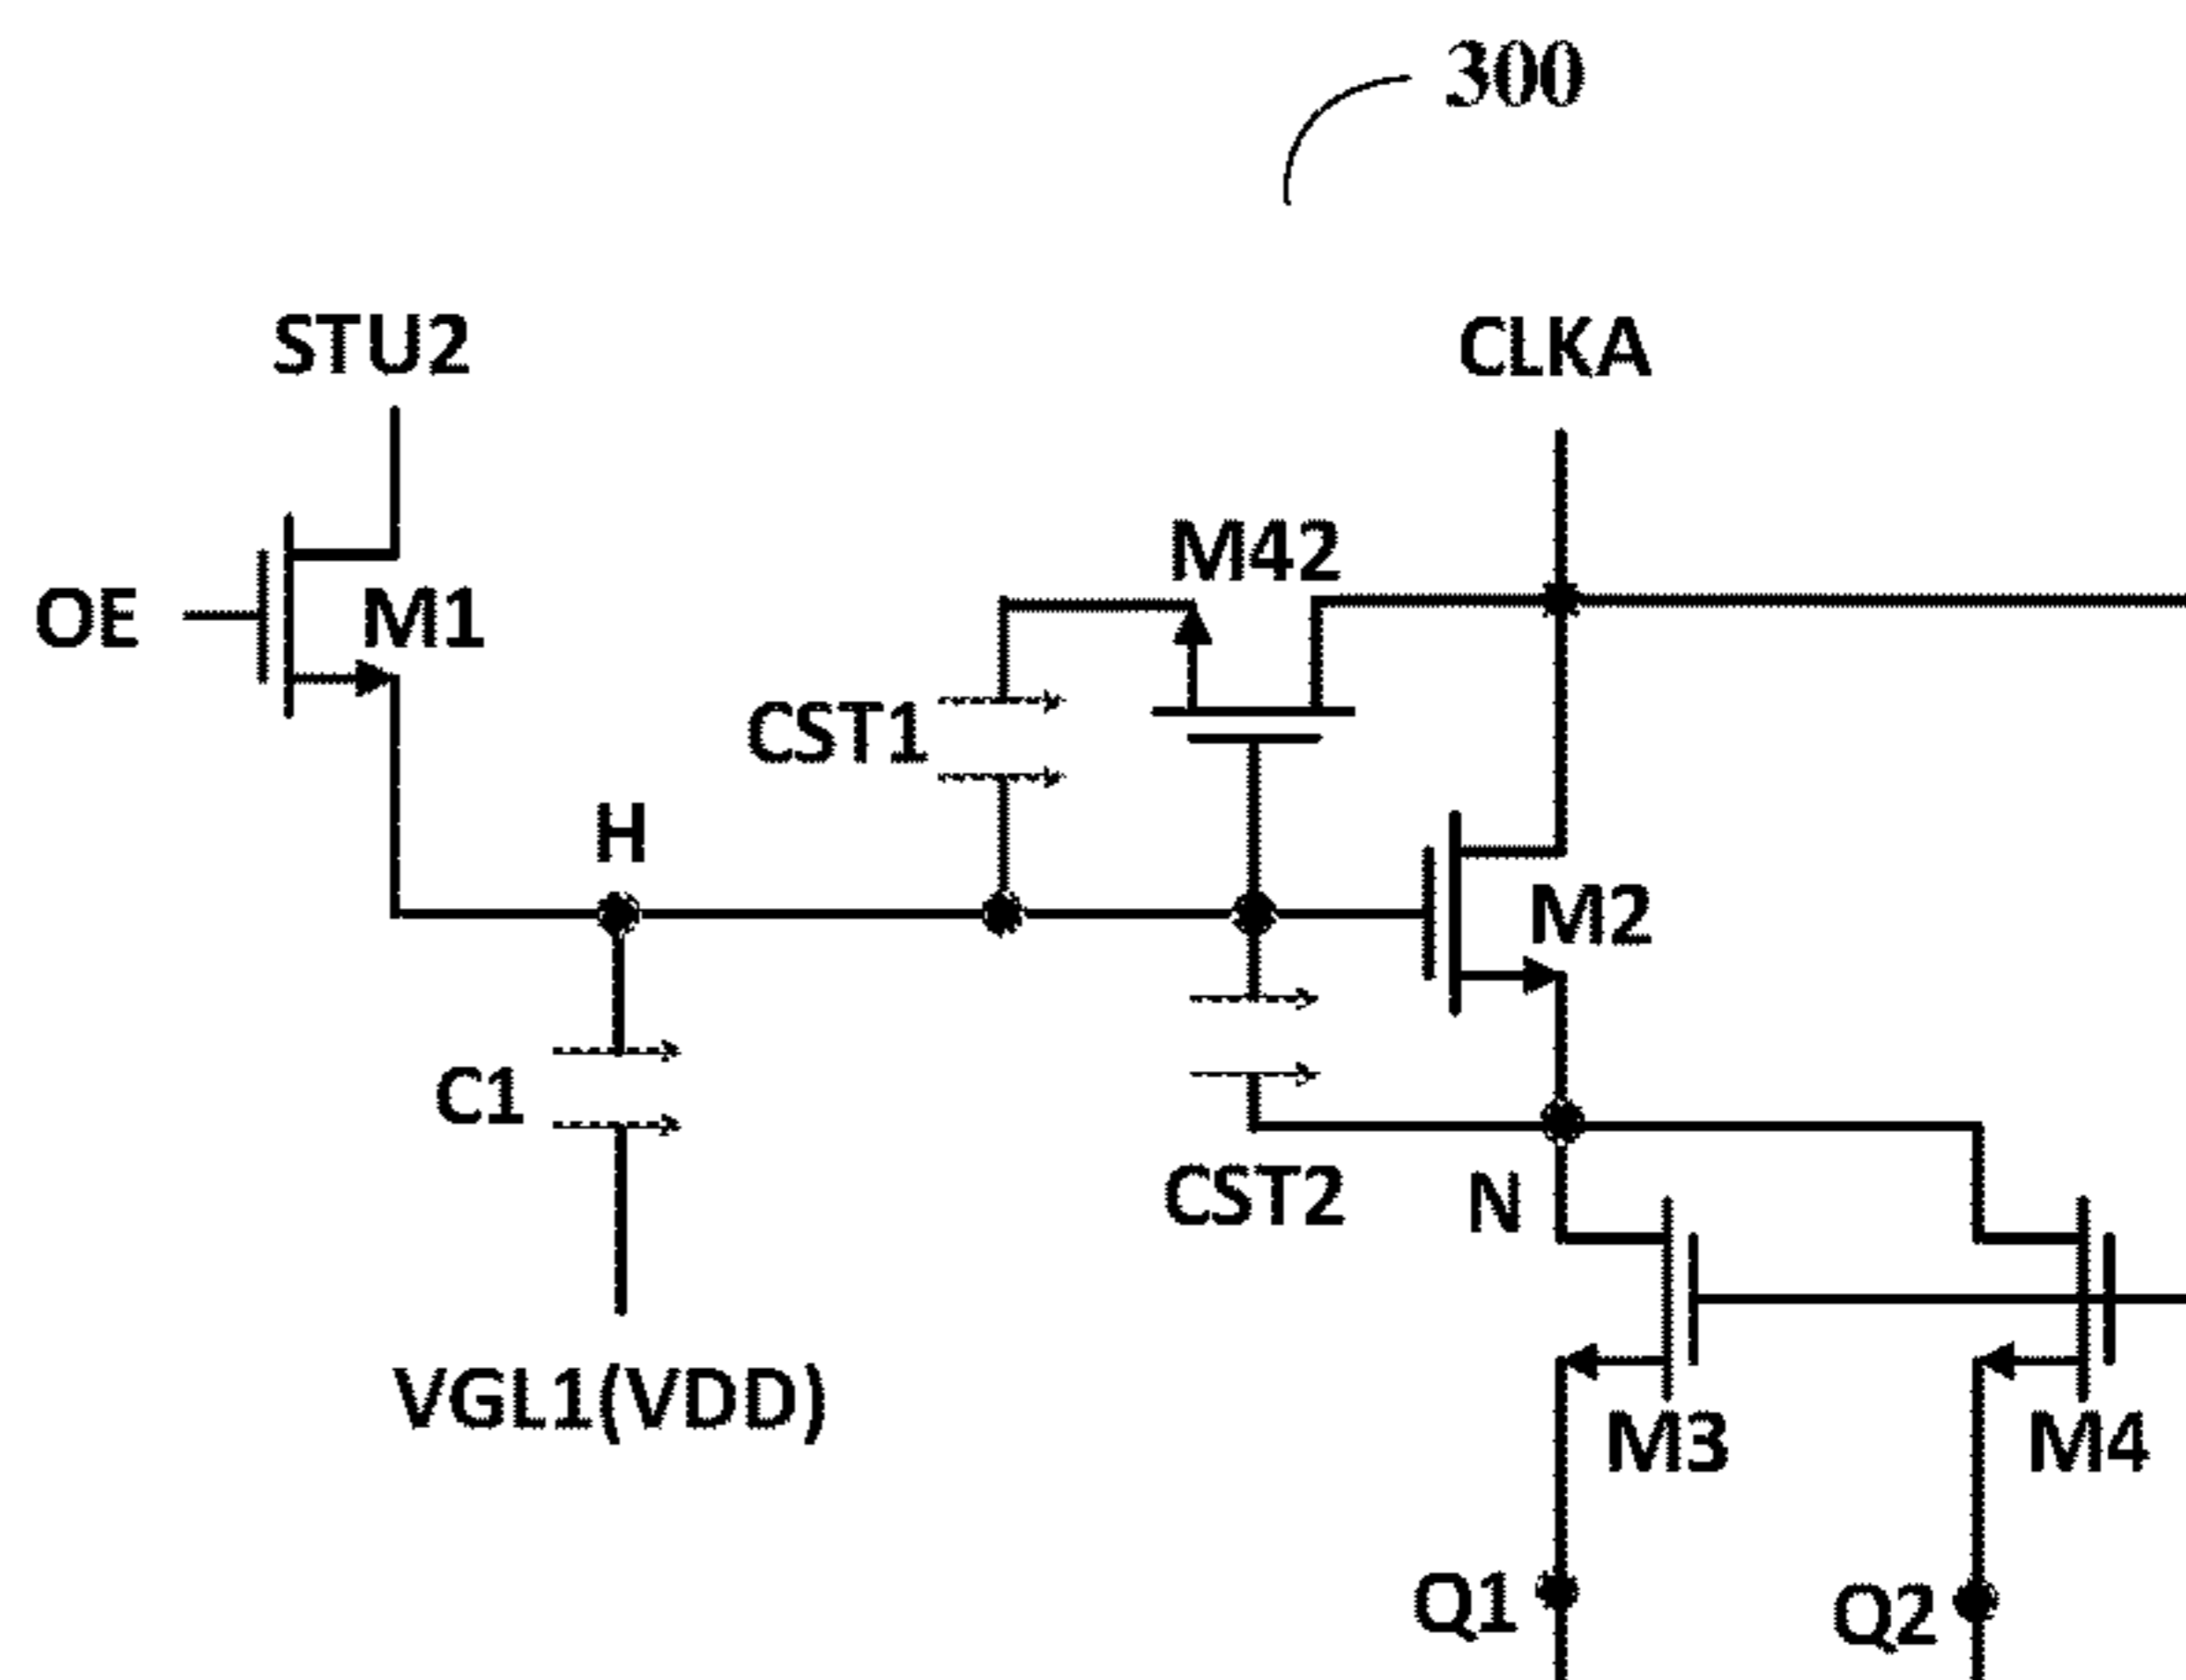 300
STU2
CLKA
M42
OE
M1
CST1
H
M2
C1
CST2
N
VGL1(VDD)
M3
M4
Q1
Q2